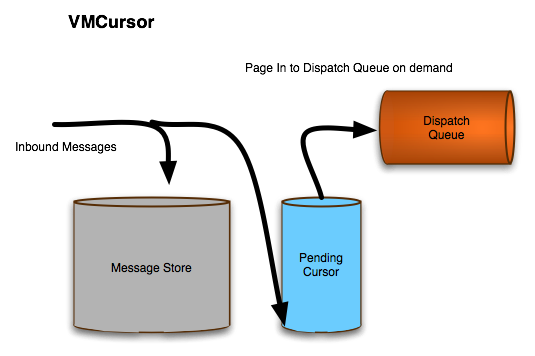 VMCursor
Page In to Dispatch Queue on demand
Dispatch
Queue
Inbound Messages
Message Store
Pending
Cursor